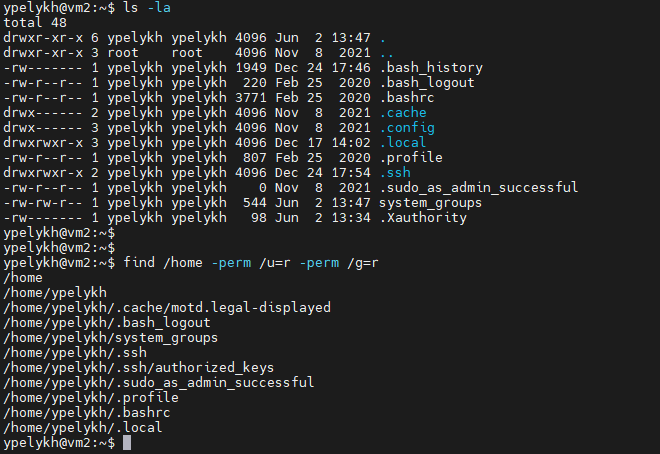 ypelykh@vm2:~$ ls -la
total 48
drwxr-xr-x 6 ypelykh ypelykh 4096 Jun  2 13:47 .
drwxr-xr-x 3 root    root    4096 Nov  8  2021 ..
-rw------- 1 ypelykh ypelykh 1949 Dec 24 17:46 .bash_history
-rw-r--r-- 1 ypelykh ypelykh  220 Feb 25  2020 .bash_logout
-rw-r--r-- 1 ypelykh ypelykh 3771 Feb 25  2020 .bashrc
drwx------ 2 ypelykh ypelykh 4096 Nov  8  2021 .cache
drwx------ 3 ypelykh ypelykh 4096 Nov  8  2021 .config
drwxrwxr-x 3 ypelykh ypelykh 4096 Dec 17 14:02 .local
-rw-r--r-- 1 ypelykh ypelykh  807 Feb 25  2020 .profile
drwxrwxr-x 2 ypelykh ypelykh 4096 Dec 24 17:54 .ssh
-rw-r--r-- 1 ypelykh ypelykh    0 Nov  8  2021 .sudo_as_admin_successful
-rw-rw-r-- 1 ypelykh ypelykh  544 Jun  2 13:47 system_groups
-rw------- 1 ypelykh ypelykh   98 Jun  2 13:34 .Xauthority
ypelykh@vm2:~$
ypelykh@vm2:~$
ypelykh@vm2:~$ find /home -perm /u=r -perm /g=r
/home
/home/ypelykh
/home/ypelykh/.cache/motd.legal-displayed
/home/ypelykh/.bash_logout
/home/ypelykh/system_groups
/home/ypelykh/.ssh
/home/ypelykh/.ssh/authorized_keys
/home/ypelykh/.sudo_as_admin_successful
/home/ypelykh/.profile
/home/ypelykh/.bashrc
/home/ypelykh/.local
ypelykh@vm2:~$